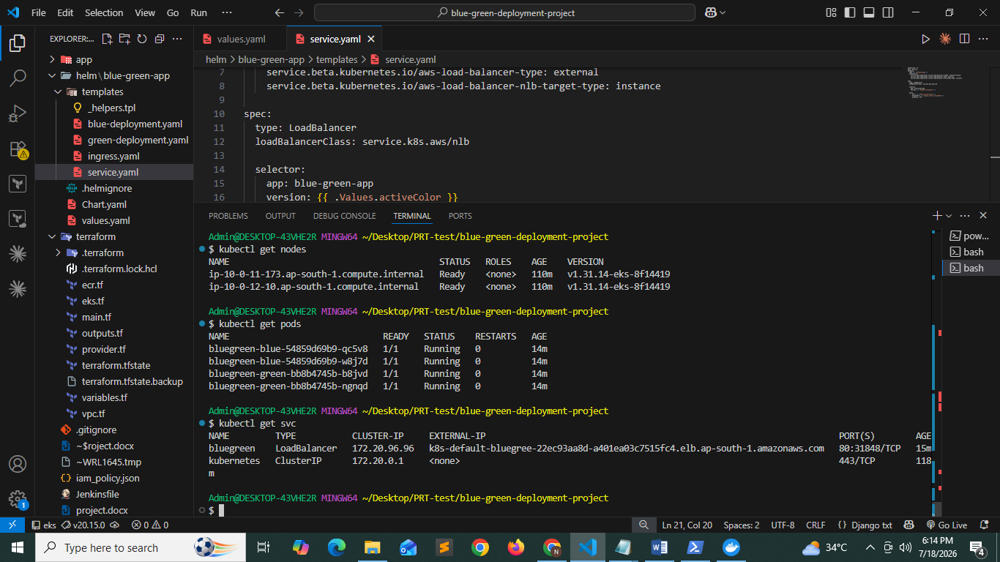 File Edit Selection View Go Run ··· blue-green-deployment-project
EXPLORER:...
app
helm\blue-green-app
templates
_helpers.tpl
blue-deployment.yaml
green-deployment.yaml
ingress.yaml
service.yaml
.helmignore
Chart.yaml
values.yaml
terraform
.terraform
.terraform.lock.hcl
ecr.tf
eks.tf
main.tf
outputs.tf
provider.tf
terraform.tfstate
terraform.tfstate.backup
variables.tf
vpc.tf
.gitignore
~$roject.docx
~WRL1645.tmp
iam_policy.json
Jenkinsfile
project.docx
values.yaml service.yaml
helm > blue-green-app > templates > service.yaml
7 service.beta.kubernetes.io/aws-load-balancer-type: external
8 service.beta.kubernetes.io/aws-load-balancer-nlb-target-type: instance
9
10 spec:
11 type: LoadBalancer
12 loadBalancerClass: service.k8s.aws/nlb
13
14 selector:
15 app: blue-green-app
16 version: {{ .Values.activeColor }}
PROBLEMS OUTPUT DEBUG CONSOLE TERMINAL PORTS
Admin@DESKTOP-43VHE2R MINGW64 ~/Desktop/PRT-test/blue-green-deployment-project
$ kubectl get nodes
NAME STATUS ROLES AGE VERSION
ip-10-0-11-173.ap-south-1.compute.internal Ready <none> 110m v1.31.14-eks-8f14419
ip-10-0-12-10.ap-south-1.compute.internal Ready <none> 110m v1.31.14-eks-8f14419
Admin@DESKTOP-43VHE2R MINGW64 ~/Desktop/PRT-test/blue-green-deployment-project
$ kubectl get pods
NAME READY STATUS RESTARTS AGE
bluegreen-blue-54859d69b9-qc5v8 1/1 Running 0 14m
bluegreen-blue-54859d69b9-w8j7d 1/1 Running 0 14m
bluegreen-green-bb8b4745b-b8jvd 1/1 Running 0 14m
bluegreen-green-bb8b4745b-ngnqd 1/1 Running 0 14m
Admin@DESKTOP-43VHE2R MINGW64 ~/Desktop/PRT-test/blue-green-deployment-project
$ kubectl get svc
NAME TYPE CLUSTER-IP EXTERNAL-IP PORT(S) AGE
bluegreen LoadBalancer 172.20.96.96 k8s-default-bluegree-22ec93aa8d-a401ea03c7515fc4.elb.ap-south-1.amazonaws.com 80:31848/TCP 15m
kubernetes ClusterIP 172.20.0.1 <none> 443/TCP 118
m
Admin@DESKTOP-43VHE2R MINGW64 ~/Desktop/PRT-test/blue-green-deployment-project
$
pow...
bash
bash
1
eks v20.15.0 0 0 Ln 21, Col 20 Spaces: 2 UTF-8 CRLF {} Django txt Go Live
Type here to search 34°C 6:14 PM
7/18/2026
4